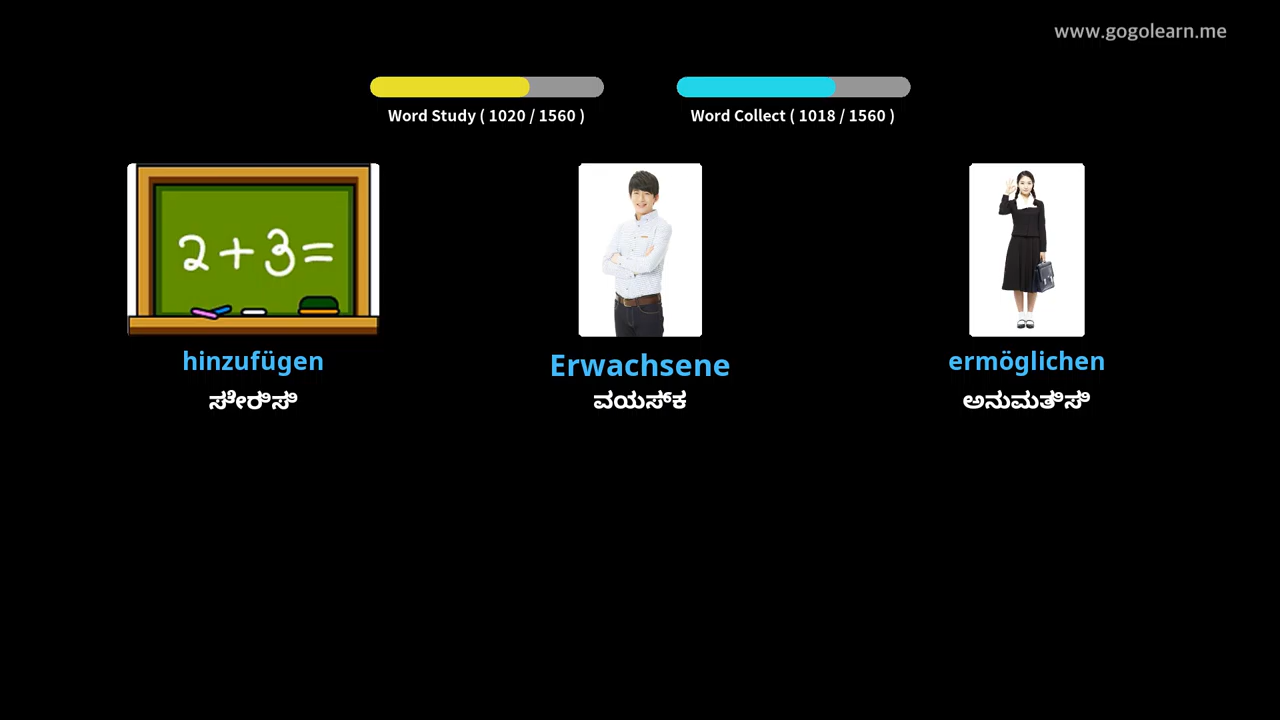 www.gogolearn.me
Word Study ( 1020 / 1560 )
Word Collect ( 1018 / 1560 )
2+3=
hinzufügen
Erwachsene
ermöglichen
ಸೇರಿಸಿ
ವಯಸ್ಕ
ಅನುಮತಿಸಿ